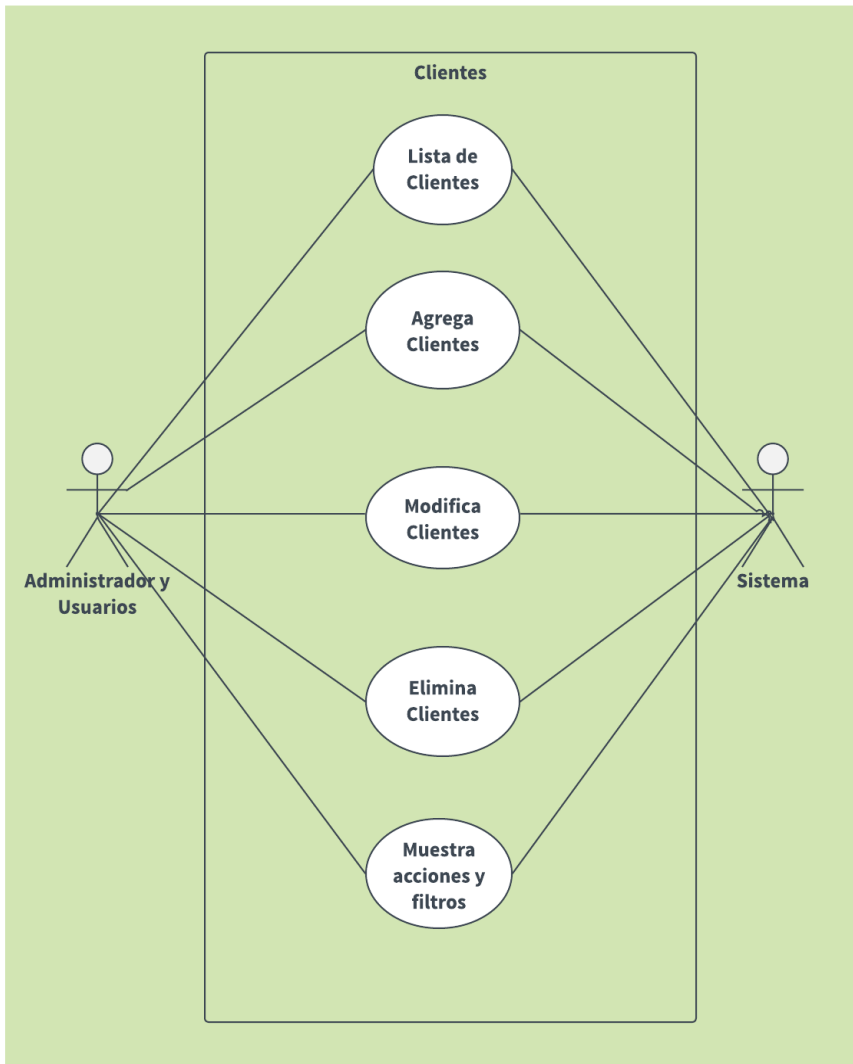 Clientes
Lista de
Clientes
Agrega
Clientes
Modifica
Clientes
Administrador y
Usuarios
Sistema
Elimina
Clientes
Muestra
acciones y
filtros